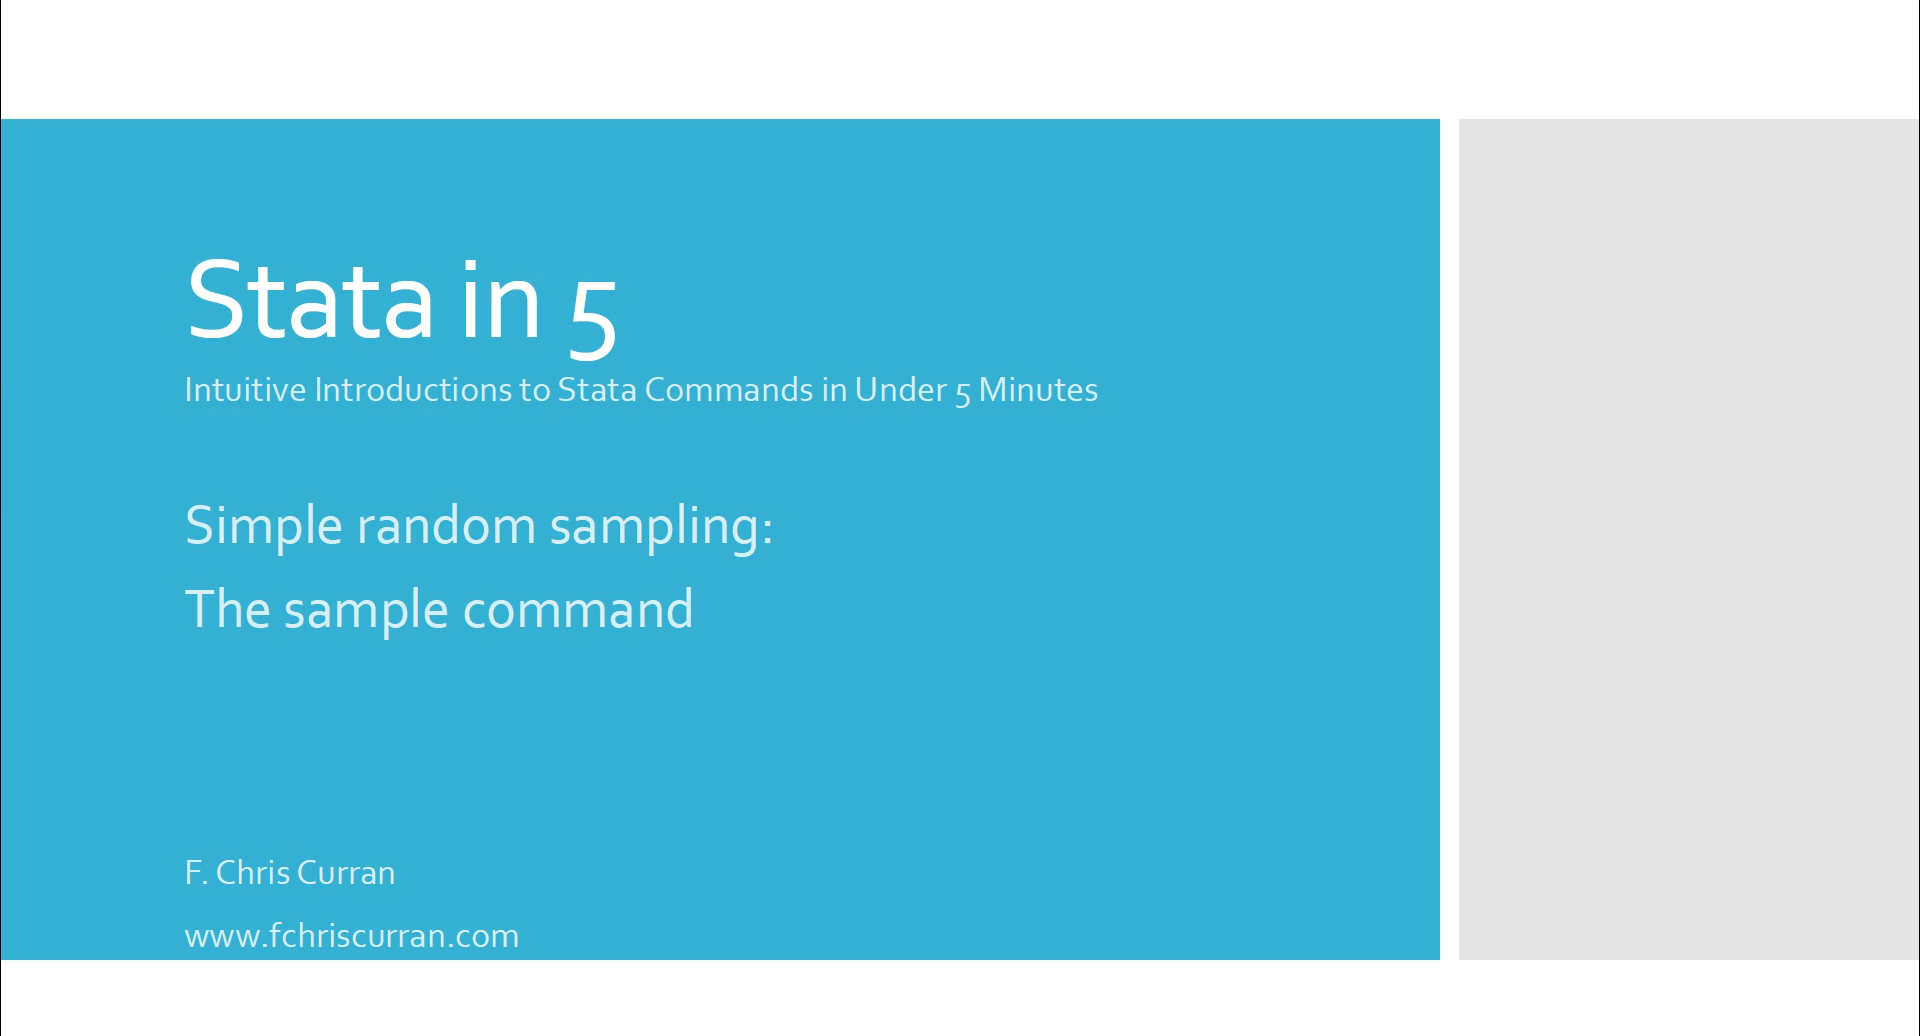 Stata in 5
Intuitive Introductions to Stata Commands in Under 5 Minutes
Simple random sampling:
The sample command
F. Chris Curran
www.fchriscurran.com